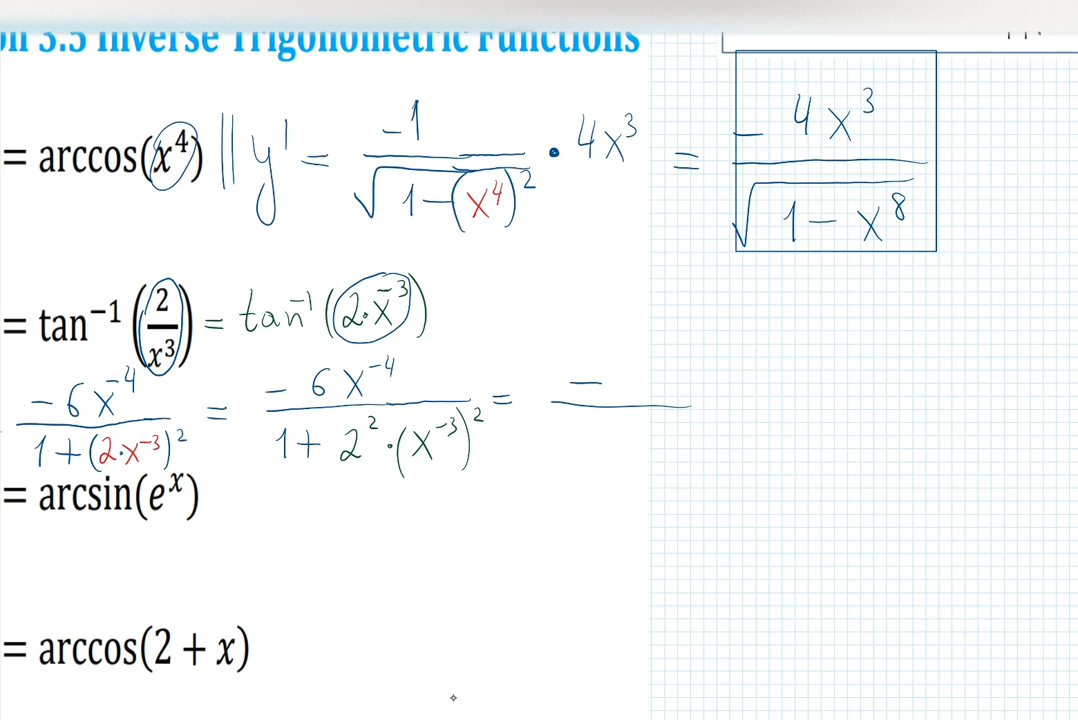 on 3.5 Inverse Trigonometric Functions
= arccos(x⁴) || y' = -1 / √(1-(x⁴)²) • 4x³ = - 4x³ / √(1-x⁸)
= tan⁻¹(2/x³) = tan⁻¹(2·x⁻³)
-6x⁻⁴ / 1+(2·x⁻³)² = -6x⁻⁴ / 1+2²·(x⁻³)² = -
= arcsin(eˣ)
= arccos(2 + x)